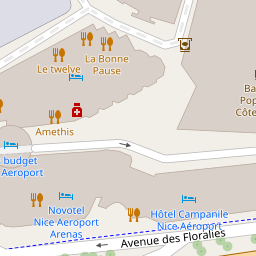 La Bonne
Pause
Le twelve
Ba
Pop
Côte
Amethis
budget
Aeroport
Novotel
Nice Aeroport
Arenas
Hôtel Campanile
Nice Aéroport
Avenue des Floralies